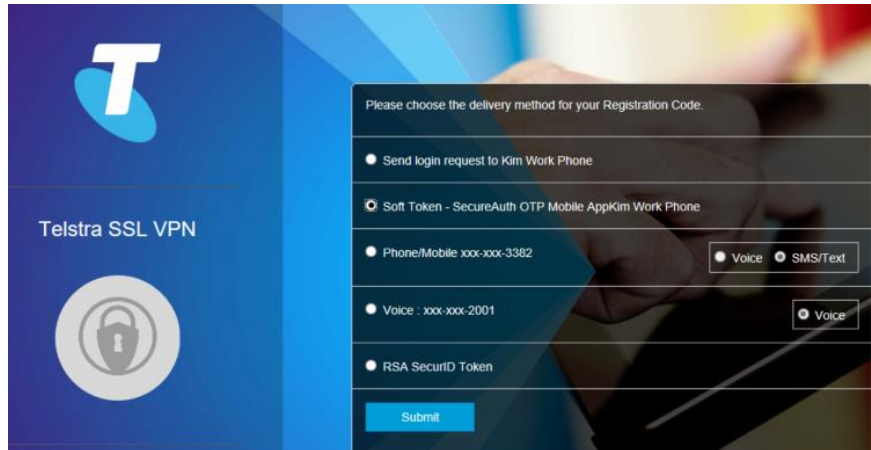 T
Telstra SSL VPN
Please choose the delivery method for your Registration Code.
Send login request to Kim Work Phone
Soft Token - SecureAuth OTP Mobile AppKim Work Phone
Phone/Mobile xxx-xxx-3382 Voice SMS/Text
Voice : xxx-xxx-2001 Voice
RSA SecurID Token
Submit